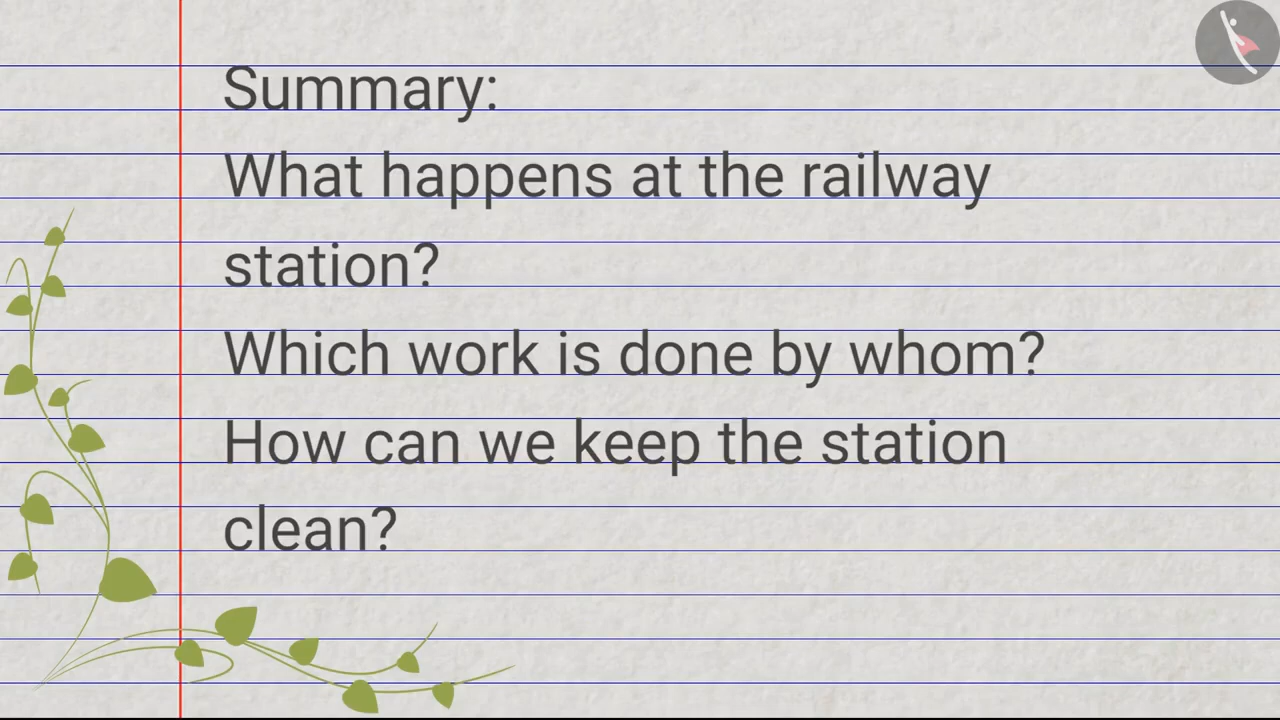 Summary:
What happens at the railway
station?
Which work is done by whom?
How can we keep the station
clean?